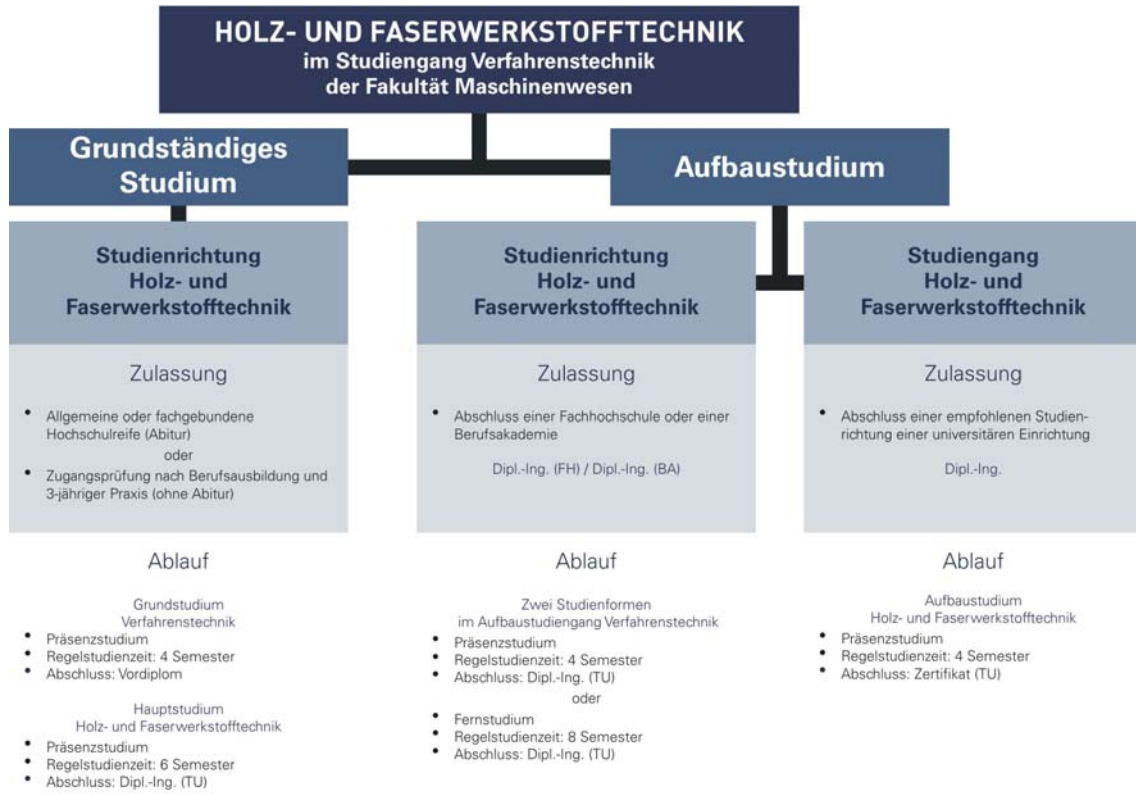 HOLZ- UND FASERWERKSTOFFTECHNIK
im Studiengang Verfahrenstechnik
der Fakultät Maschinenwesen
Grundständiges
Studium
Aufbaustudium
Studienrichtung
Holz- und
Faserwerkstofftechnik
Zulassung
• Allgemeine oder fachgebundene
Hochschulreife (Abitur)
oder
• Zugangsprüfung nach Berufsausbildung und
3-jähriger Praxis (ohne Abitur)
Ablauf
Grundstudium
Verfahrenstechnik
• Präsenzstudium
• Regelstudienzeit: 4 Semester
• Abschluss: Vordiplom
Hauptstudium
Holz- und Faserwerkstofftechnik
• Präsenzstudium
• Regelstudienzeit: 6 Semester
• Abschluss: Dipl.-Ing. (TU)
Studienrichtung
Holz- und
Faserwerkstofftechnik
Zulassung
• Abschluss einer Fachhochschule oder einer
Berufsakademie
Dipl.-Ing. (FH) / Dipl.-Ing. (BA)
Ablauf
Zwei Studienformen
im Aufbaustudiengang Verfahrenstechnik
• Präsenzstudium
• Regelstudienzeit: 4 Semester
• Abschluss: Dipl.-Ing. (TU)
oder
• Fernstudium
• Regelstudienzeit: 8 Semester
• Abschluss: Dipl.-Ing. (TU)
Studiengang
Holz- und
Faserwerkstofftechnik
Zulassung
• Abschluss einer empfohlenen Studien-
richtung einer universitären Einrichtung
Dipl.-Ing.
Ablauf
Aufbaustudium
Holz- und Faserwerkstofftechnik
• Präsenzstudium
• Regelstudienzeit: 4 Semester
• Abschluss: Zertifikat (TU)